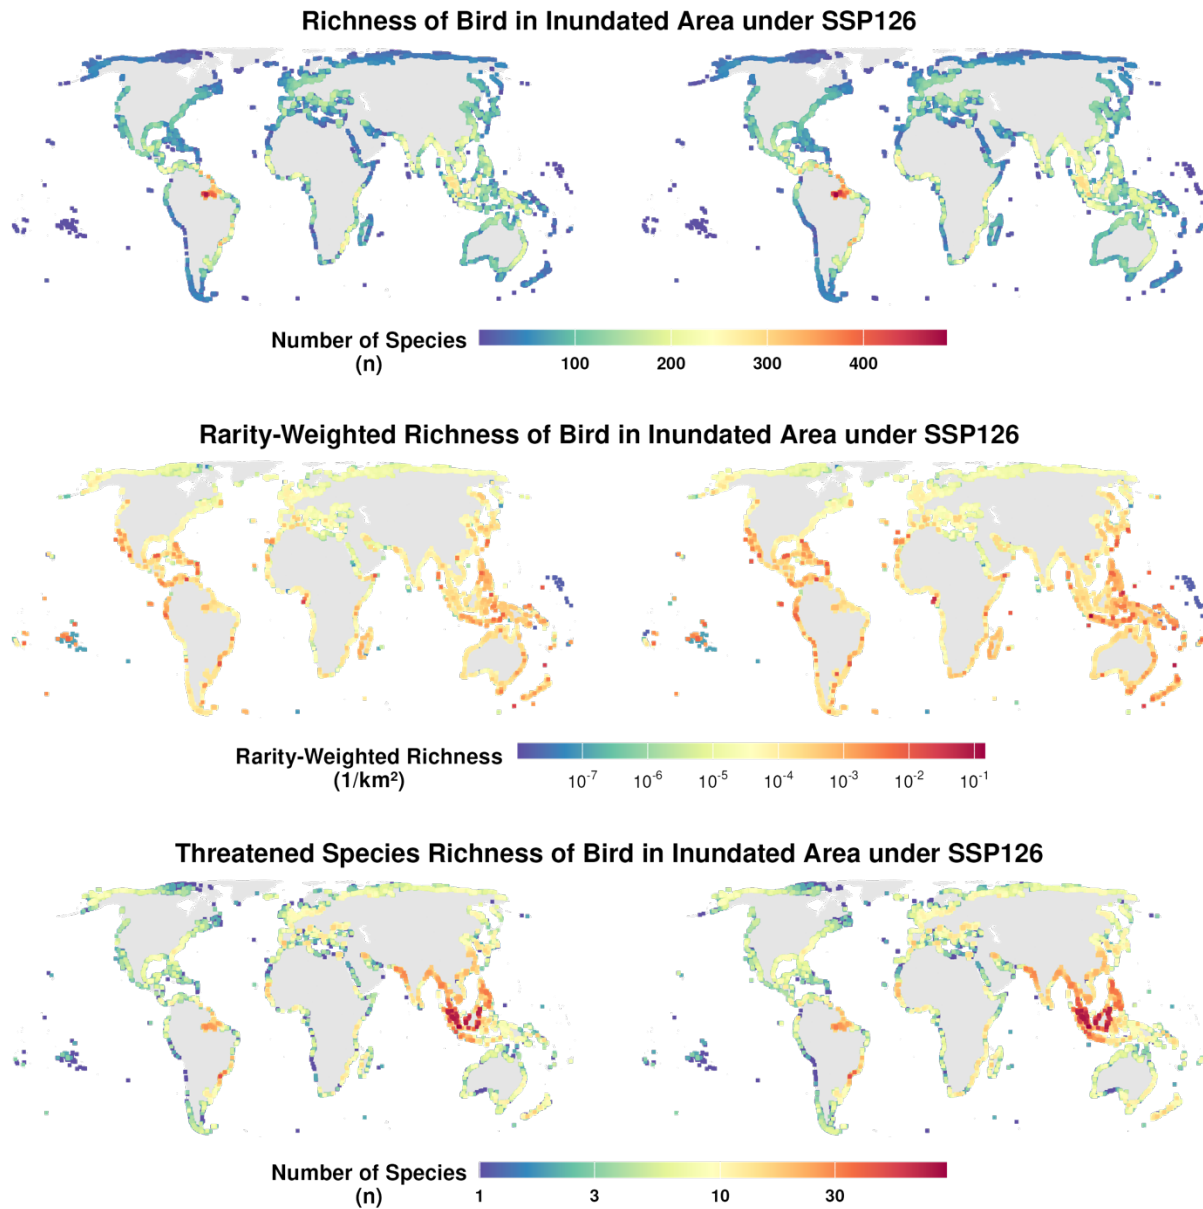 Richness of Bird in Inundated Area under SSP126
Number of Species
(n)
100 200 300 400
Rarity-Weighted Richness of Bird in Inundated Area under SSP126
Rarity-Weighted Richness
(1/km²)
10⁻⁷ 10⁻⁶ 10⁻⁵ 10⁻⁴ 10⁻³ 10⁻² 10⁻¹
Threatened Species Richness of Bird in Inundated Area under SSP126
Number of Species
(n)
1 3 10 30